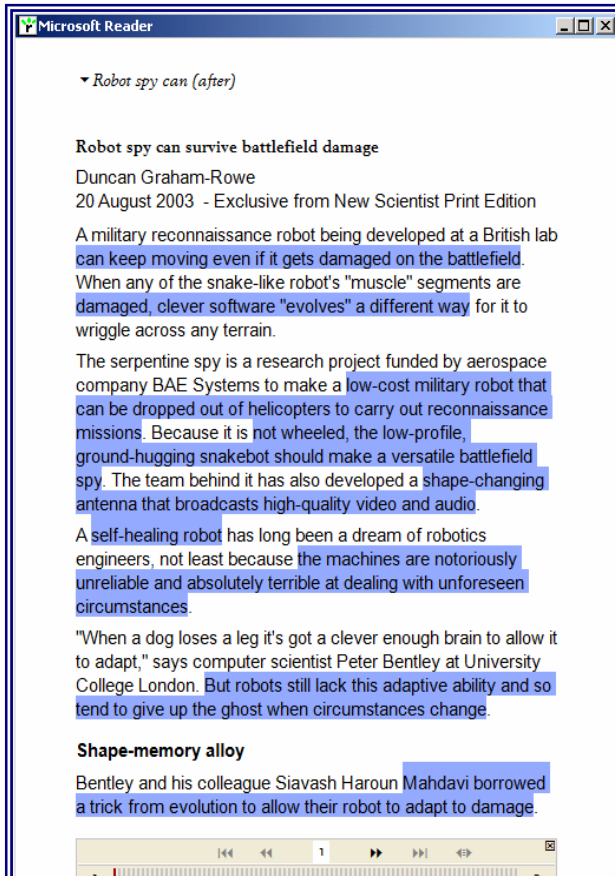 Microsoft Reader
Robot spy can (after)
Robot spy can survive battlefield damage
Duncan Graham-Rowe
20 August 2003 - Exclusive from New Scientist Print Edition
A military reconnaissance robot being developed at a British lab
can keep moving even if it gets damaged on the battlefield.
When any of the snake-like robot's "muscle" segments are
damaged, clever software "evolves" a different way for it to
wriggle across any terrain.
The serpentine spy is a research project funded by aerospace
company BAE Systems to make a low-cost military robot that
can be dropped out of helicopters to carry out reconnaissance
missions. Because it is not wheeled, the low-profile,
ground-hugging snakebot should make a versatile battlefield
spy. The team behind it has also developed a shape-changing
antenna that broadcasts high-quality video and audio.
A self-healing robot has long been a dream of robotics
engineers, not least because the machines are notoriously
unreliable and absolutely terrible at dealing with unforeseen
circumstances.
"When a dog loses a leg it's got a clever enough brain to allow it
to adapt," says computer scientist Peter Bentley at University
College London. But robots still lack this adaptive ability and so
tend to give up the ghost when circumstances change.
Shape-memory alloy
Bentley and his colleague Siavash Haroun Mahdavi borrowed
a trick from evolution to allow their robot to adapt to damage.
1